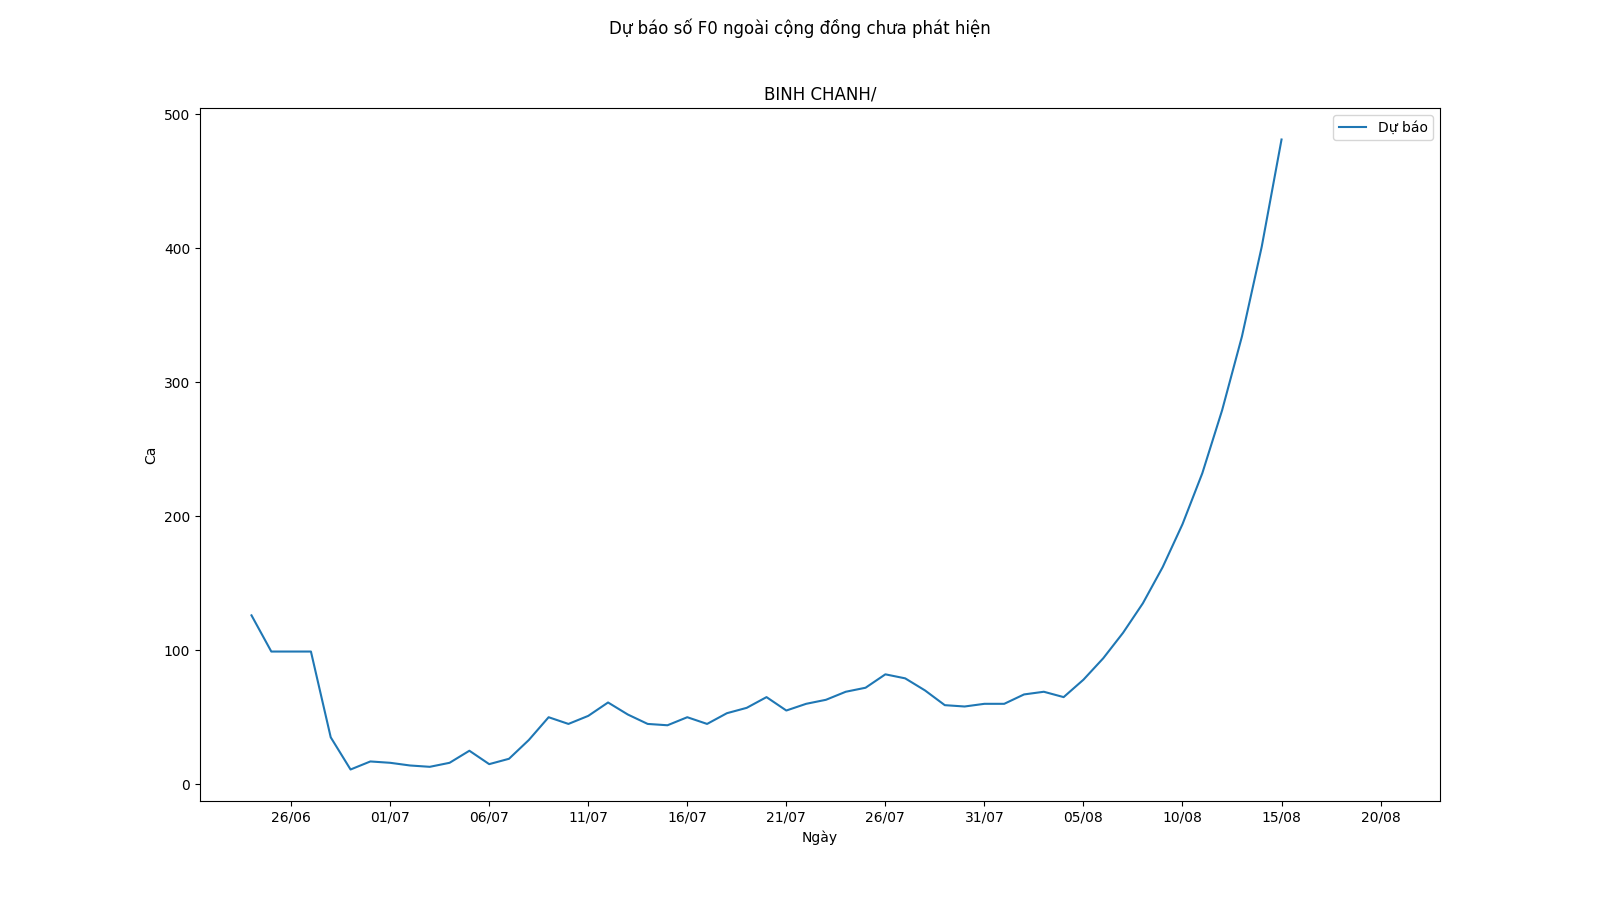 Dự báo số F0 ngoài cộng đồng chưa phát hiện
BINH CHANH/
Dự báo
500
400
300
200
100
0
Ca
26/06 01/07 06/07 11/07 16/07 21/07 26/07 31/07 05/08 10/08 15/08 20/08
Ngày